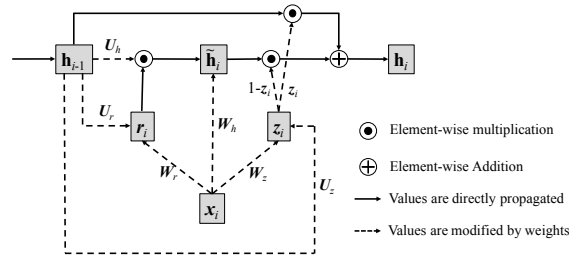 h_{i-1}
U_h
h̃_i
h_i
1-z_i
z_i
U_r
r_i
W_h
z_i
Element-wise multiplication
W_r
W_z
U_z
Element-wise Addition
x_i
Values are directly propagated
Values are modified by weights